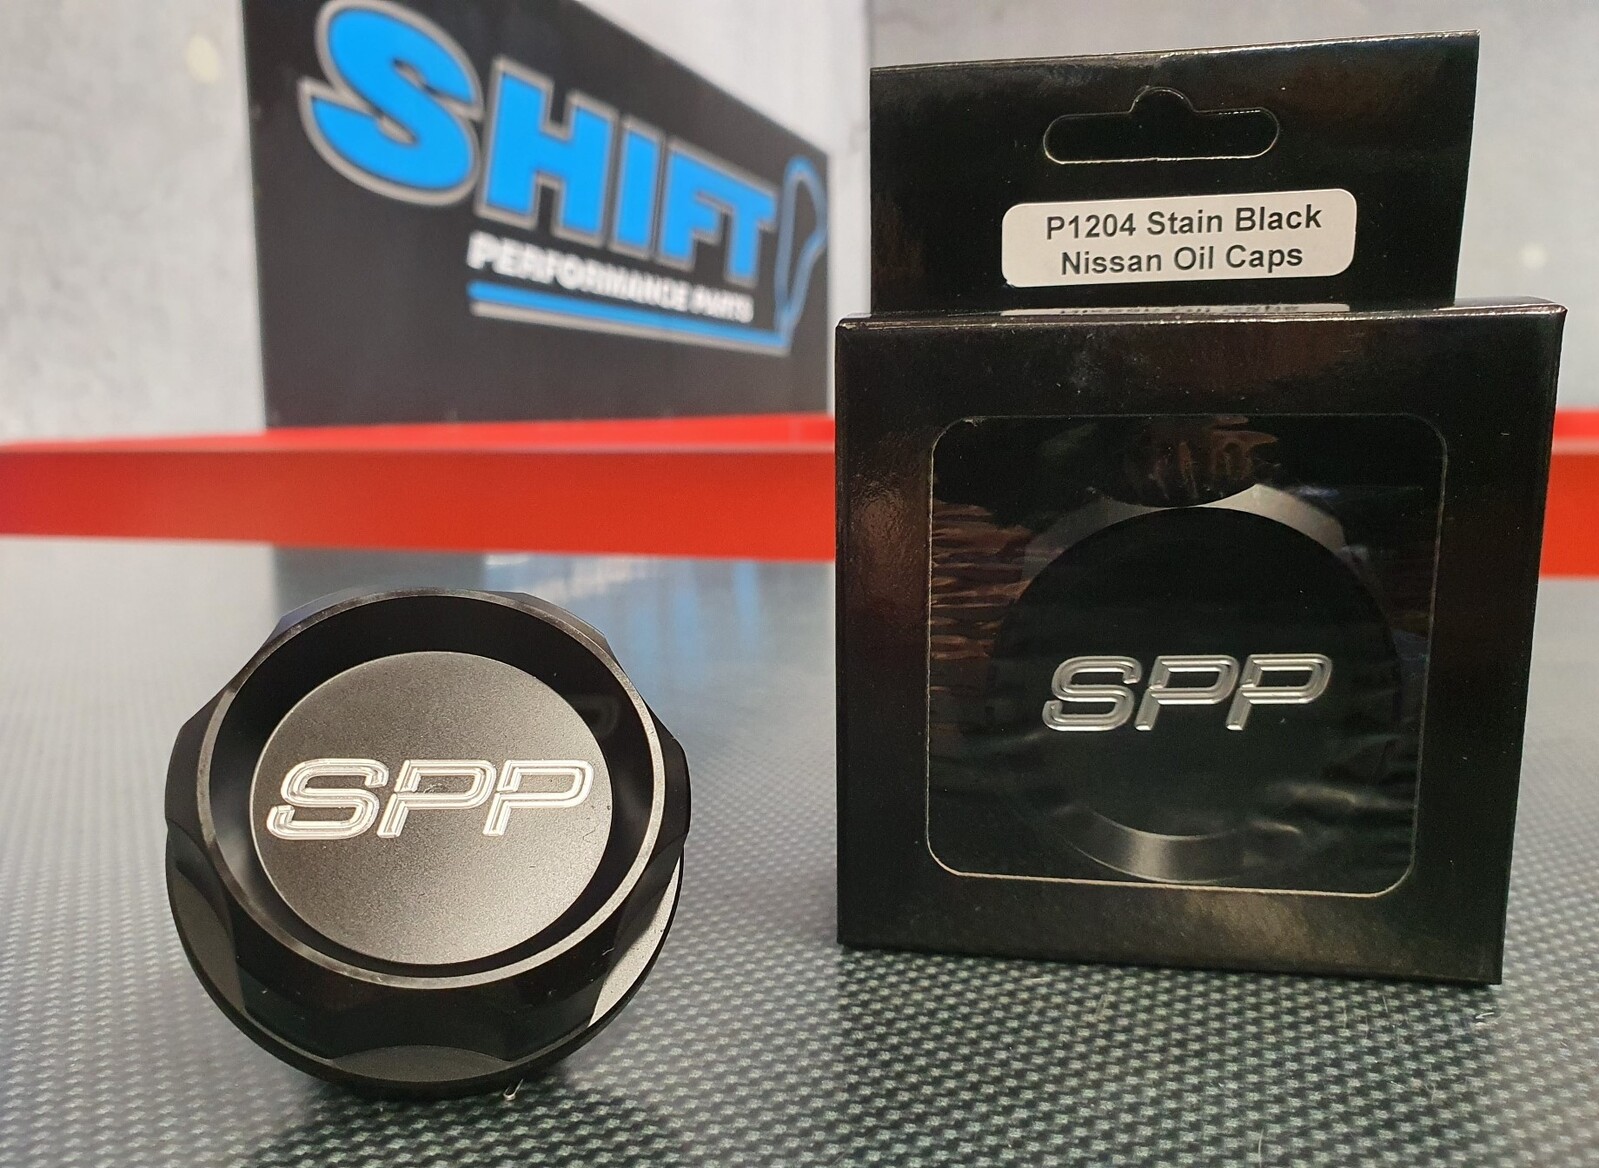 SHIFT
PERFORMANCE PARTS
P1204 Stain Black
Nissan Oil Caps
SPP
SPP